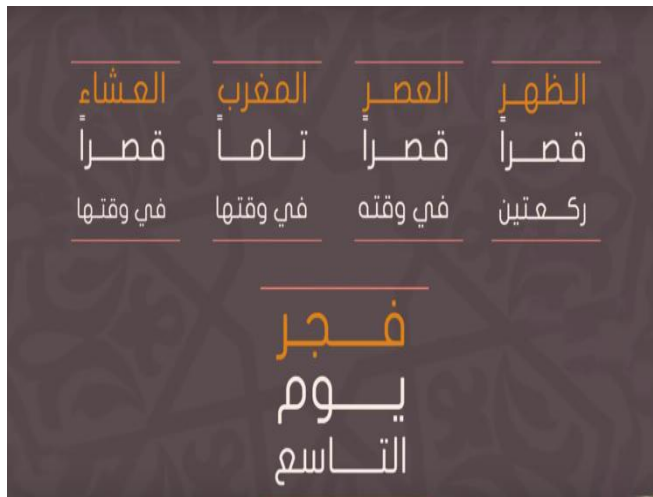 الظهر
قصراً
ركعتين
العصر
قصراً
في وقته
المغرب
تاماً
في وقتها
العشاء
قصراً
في وقتها
فجر
يوم
التاسع